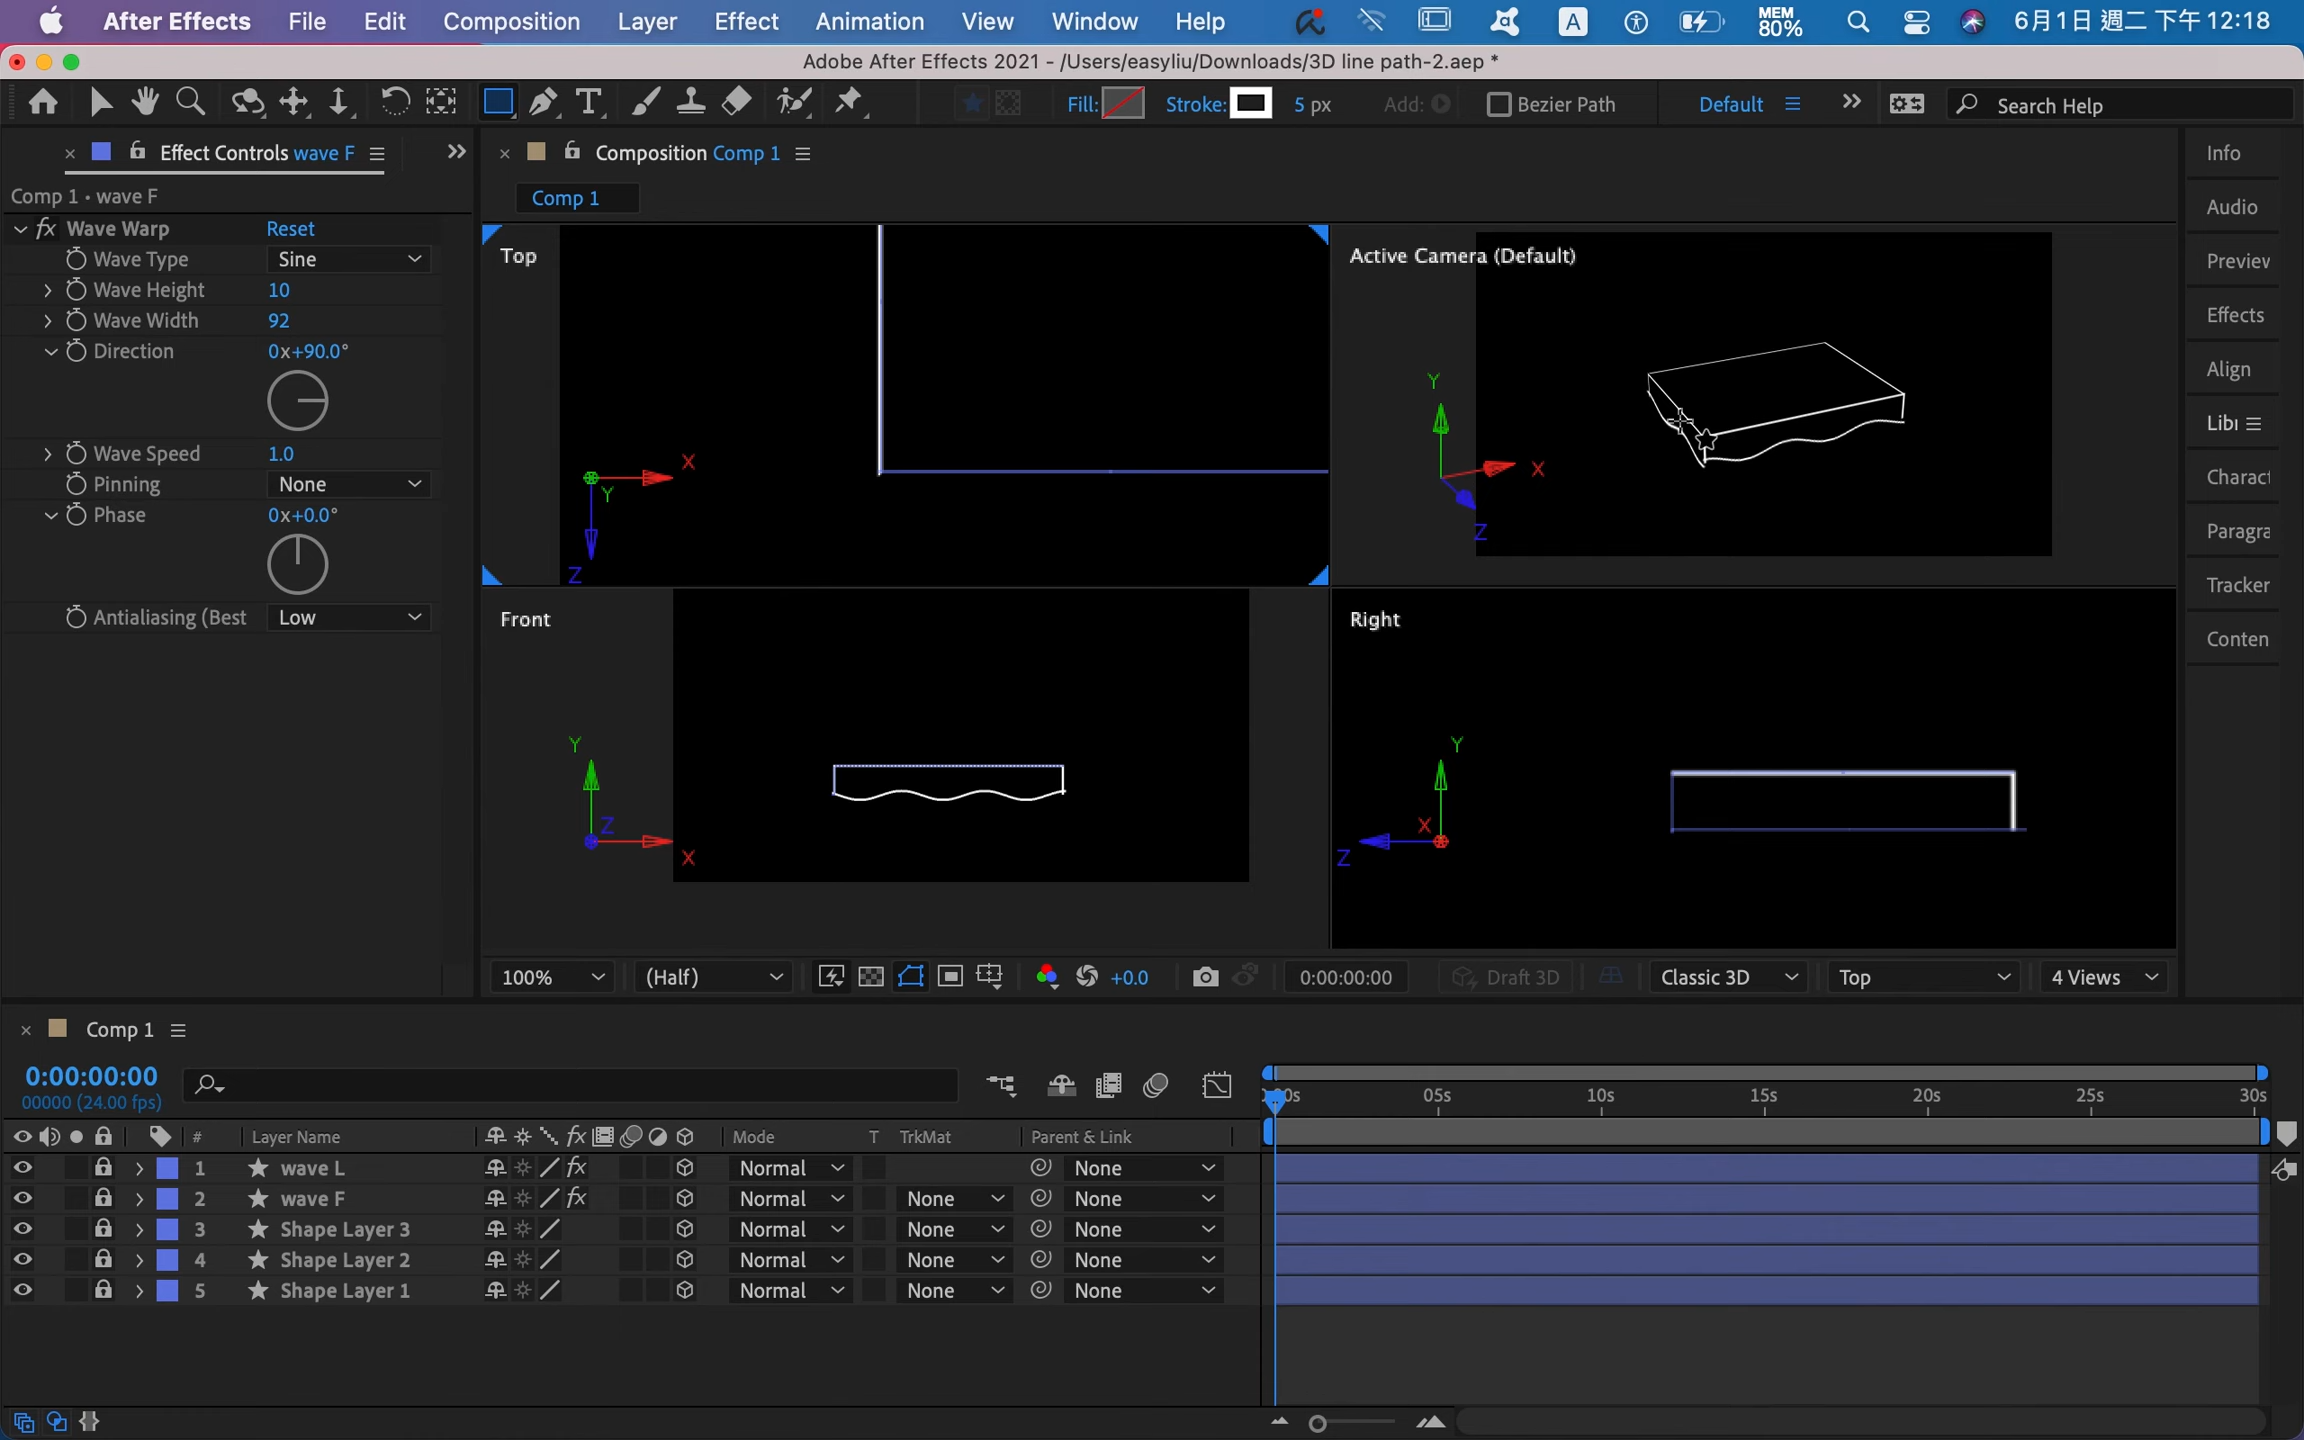 After Effects File Edit Composition Layer Effect Animation View Window Help A MEM 80% 6月1日 週二 下午12:18
Adobe After Effects 2021 - /Users/easyliu/Downloads/3D line path-2.aep *
Fill: Stroke: 5 px Add: Bezier Path Default Search Help
Effect Controls wave F
Comp 1 • wave F
fx Wave Warp Reset
Wave Type Sine
Wave Height 10
Wave Width 92
Direction 0x+90.0°
Wave Speed 1.0
Pinning None
Phase 0x+0.0°
Antialiasing (Best Low
Composition Comp 1
Comp 1
Top
X
Y
Z
Active Camera (Default)
Y
X
Z
Front
Y
Z
X
Right
Y
X
Z
100% (Half) +0.0 0:00:00:00 Draft 3D Classic 3D Top 4 Views
Info
Audio
Preview
Effects
Align
Libr
Charact
Paragra
Tracker
Conten
Comp 1
0:00:00:00
00000 (24.00 fps)
05s 10s 15s 20s 25s 30s
# Layer Name fx Mode T TrkMat Parent & Link
1 wave L fx Normal None
2 wave F fx Normal None None
3 Shape Layer 3 Normal None None
4 Shape Layer 2 Normal None None
5 Shape Layer 1 Normal None None